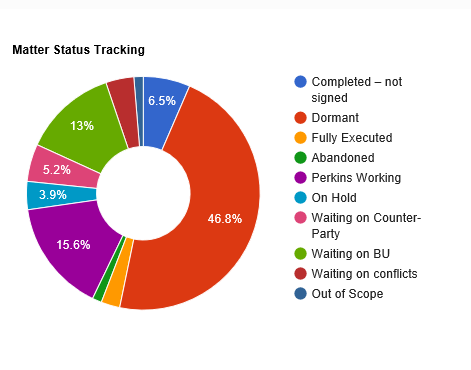 Matter Status Tracking
6.5%
46.8%
15.6%
3.9%
5.2%
13%
Completed – not
signed
Dormant
Fully Executed
Abandoned
Perkins Working
On Hold
Waiting on Counter-
Party
Waiting on BU
Waiting on conflicts
Out of Scope